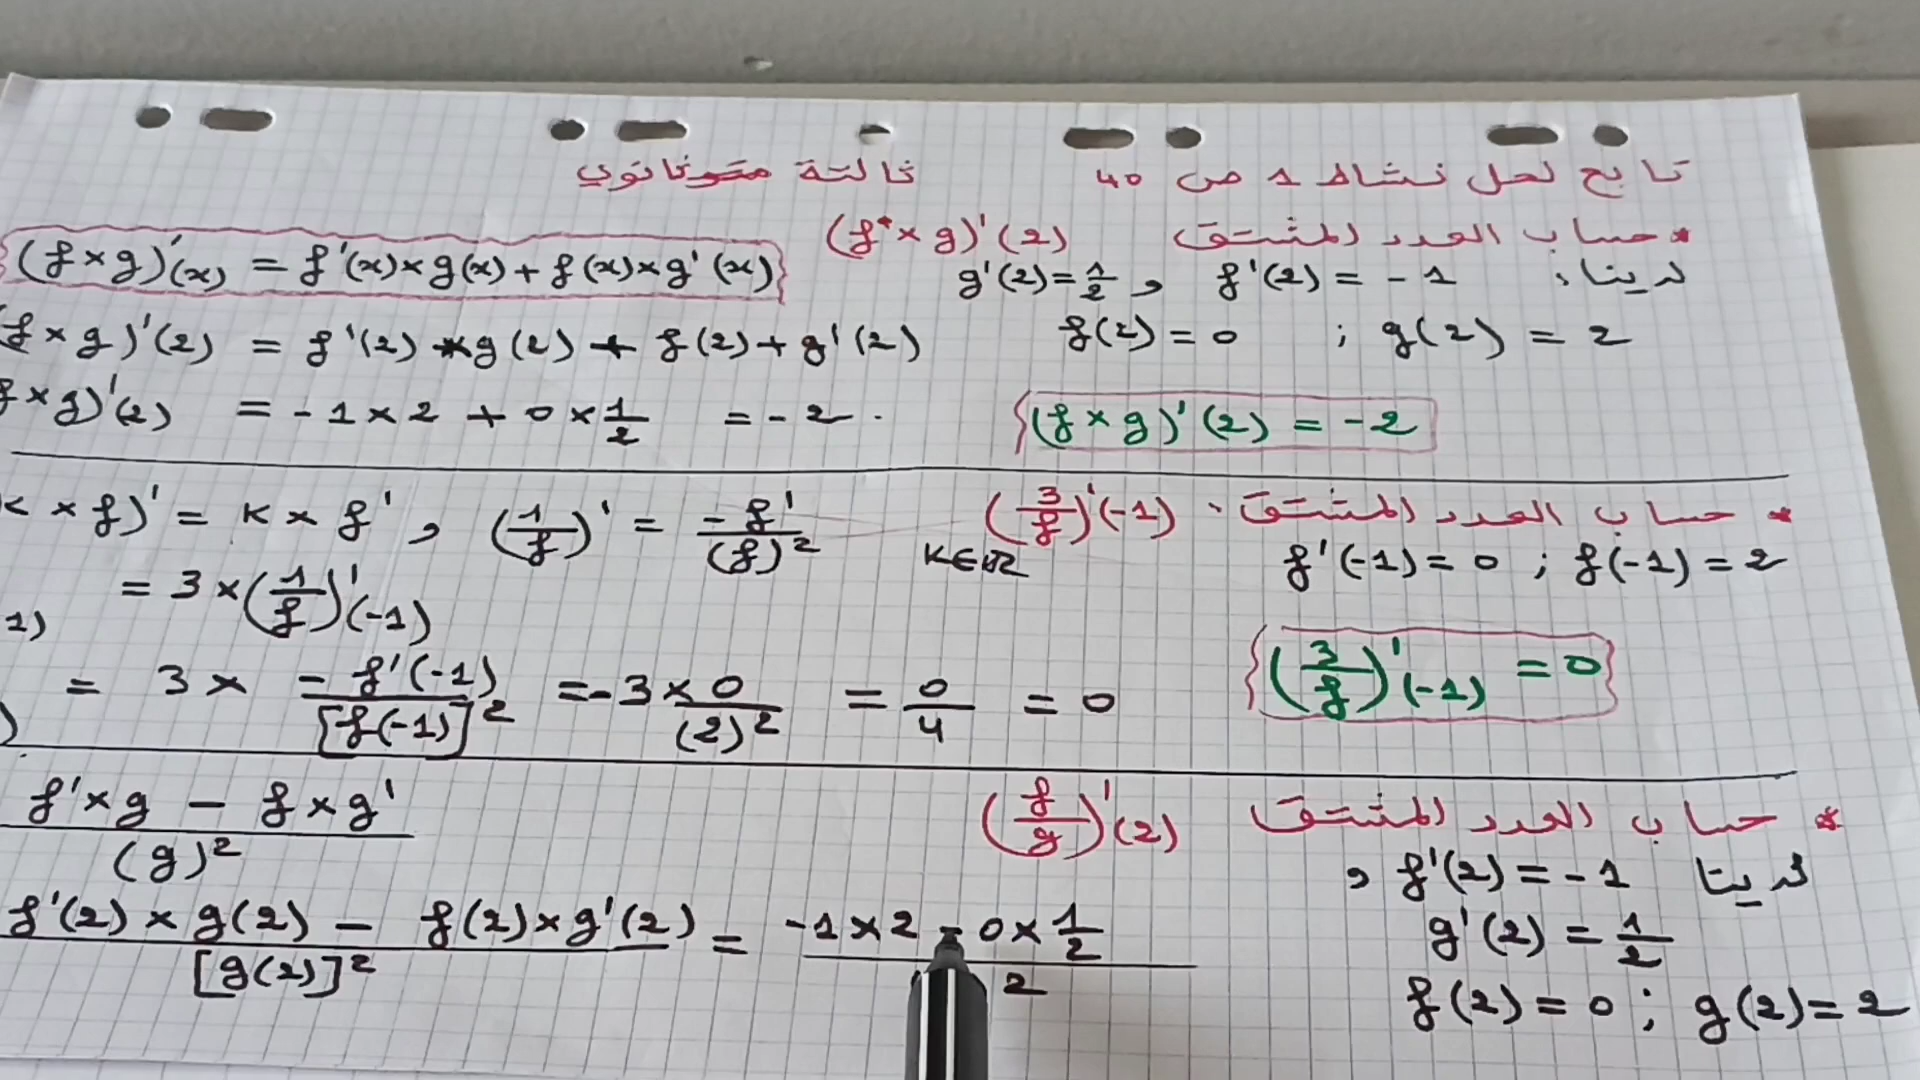 تابع لحل نشاط 1 ص 40 ثالثة ثانوي
* حساب العدد المشتق (f×g)'(2)
(f×g)'(x) = f'(x)×g(x)+f(x)×g'(x)
لدينا، f'(2) = -1 و g'(2)=1/2
f(2)=0 ; g(2) = 2
f×g)'(2) = f'(2)×g(2)+ f(2)+g'(2)
f×g)'(2) = -1×2 + 0×1/2 = -2.
(f×g)'(2) = -2
* حساب العدد المشتق (3/f)'(-1)
K×f)' = K×f' , (1/f)' = -f'/(f)² K∈ℝ
f'(-1)=0 ; f(-1)=2
= 3×(1/f)'(-1)
1)
= 3× -f'(-1)/[f(-1)]² =-3×0/(2)² = 0/4 = 0
(3/f)'(-1) = 0
* حساب العدد المشتق (f/g)'(2)
f'×g - f×g'/(g)²
لدينا f'(2)=-1 و
g'(2)=1/2
f(2)=0 ; g(2)=2
f'(2)×g(2) - f(2)×g'(2)/[g(2)]² = -1×2-0×1/2/2